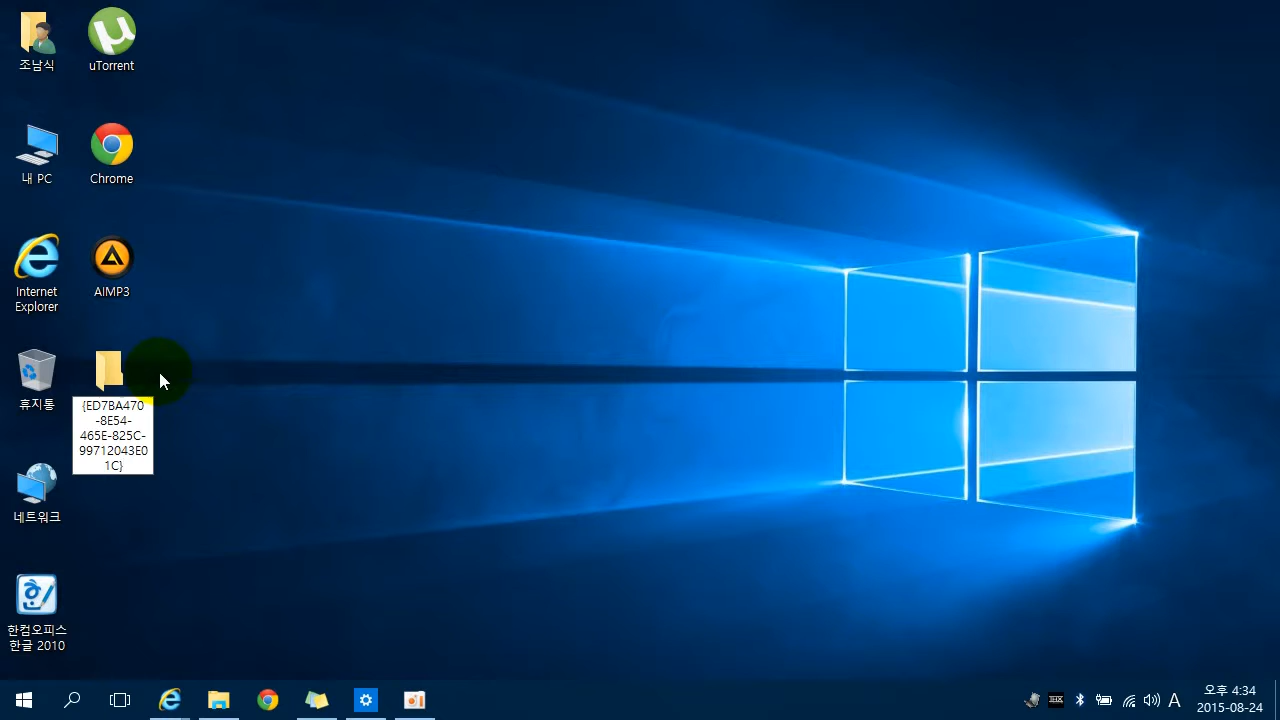 조남식
uTorrent
내 PC
Chrome
Internet
Explorer
AIMP3
휴지통
{ED7BA470
-8E54-
465E-825C-
99712043E0
1C}
네트워크
한컴오피스
한글 2010
THX
A
오후 4:34
2015-08-24